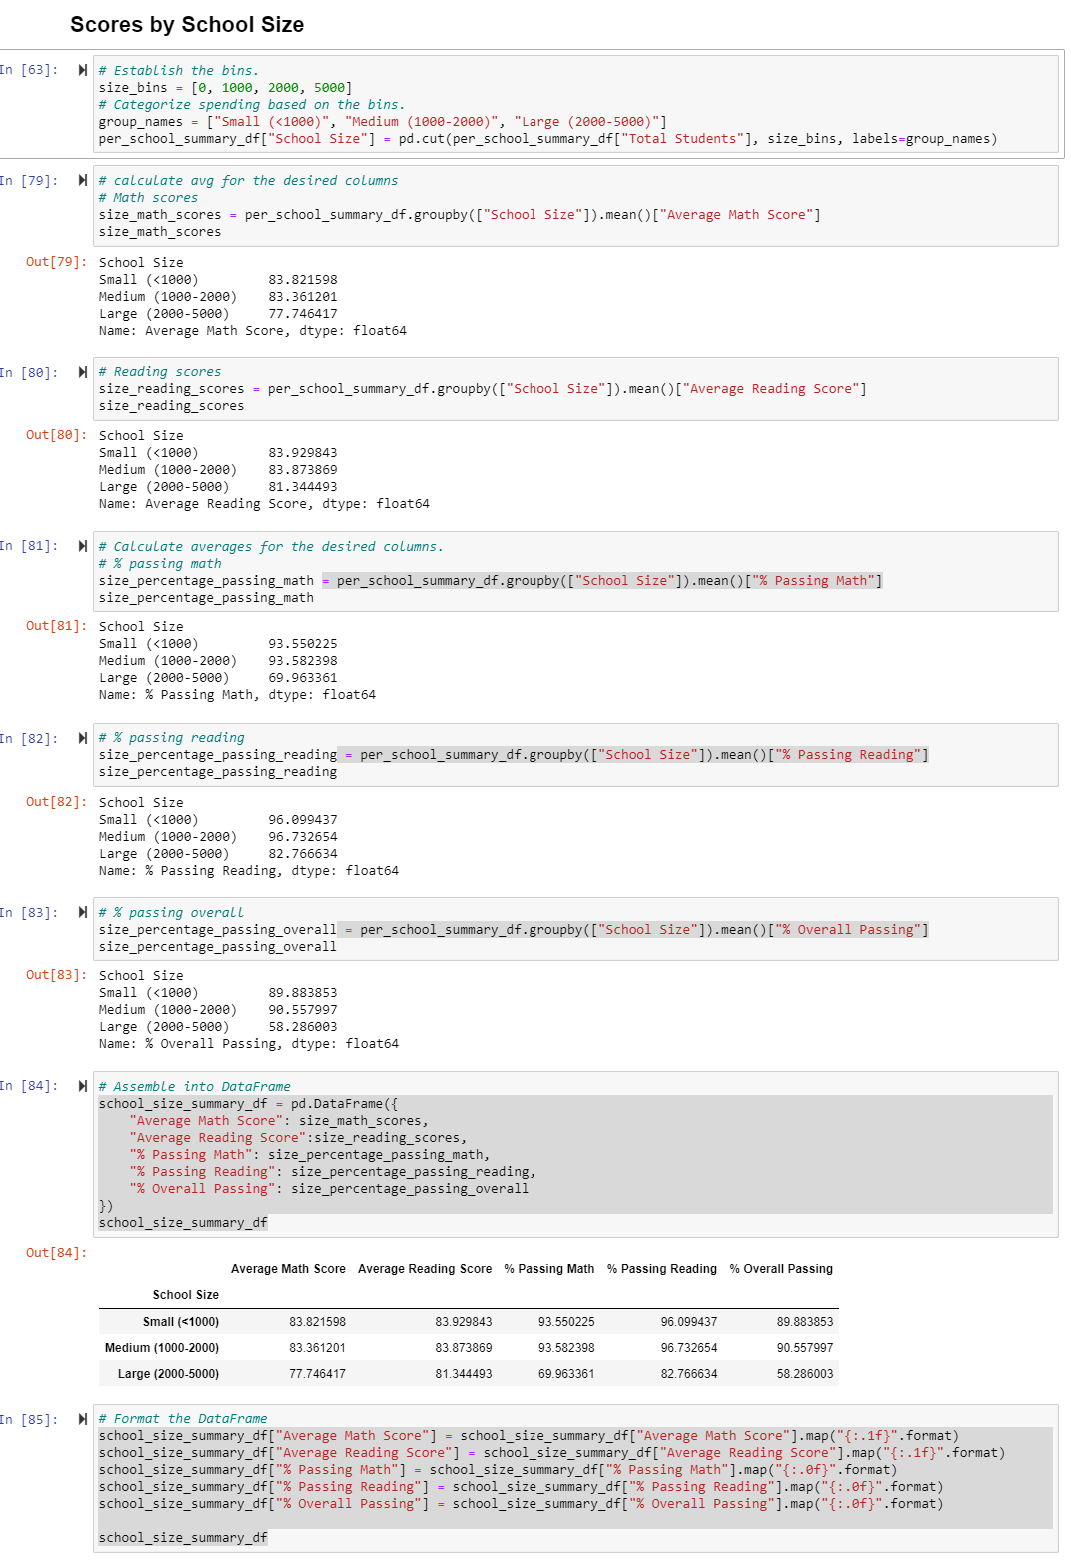 Scores by School Size
In [63]:
# Establish the bins.
size_bins = [0, 1000, 2000, 5000]
# Categorize spending based on the bins.
group_names = ["Small (<1000)", "Medium (1000-2000)", "Large (2000-5000)"]
per_school_summary_df["School Size"] = pd.cut(per_school_summary_df["Total Students"], size_bins, labels=group_names)
In [79]:
# calculate avg for the desired columns
# Math scores
size_math_scores = per_school_summary_df.groupby(["School Size"]).mean()["Average Math Score"]
size_math_scores
Out[79]:
School Size
Small (<1000) 83.821598
Medium (1000-2000) 83.361201
Large (2000-5000) 77.746417
Name: Average Math Score, dtype: float64
In [80]:
# Reading scores
size_reading_scores = per_school_summary_df.groupby(["School Size"]).mean()["Average Reading Score"]
size_reading_scores
Out[80]:
School Size
Small (<1000) 83.929843
Medium (1000-2000) 83.873869
Large (2000-5000) 81.344493
Name: Average Reading Score, dtype: float64
In [81]:
# Calculate averages for the desired columns.
# % passing math
size_percentage_passing_math = per_school_summary_df.groupby(["School Size"]).mean()["% Passing Math"]
size_percentage_passing_math
Out[81]:
School Size
Small (<1000) 93.550225
Medium (1000-2000) 93.582398
Large (2000-5000) 69.963361
Name: % Passing Math, dtype: float64
In [82]:
# % passing reading
size_percentage_passing_reading = per_school_summary_df.groupby(["School Size"]).mean()["% Passing Reading"]
size_percentage_passing_reading
Out[82]:
School Size
Small (<1000) 96.099437
Medium (1000-2000) 96.732654
Large (2000-5000) 82.766634
Name: % Passing Reading, dtype: float64
In [83]:
# % passing overall
size_percentage_passing_overall = per_school_summary_df.groupby(["School Size"]).mean()["% Overall Passing"]
size_percentage_passing_overall
Out[83]:
School Size
Small (<1000) 89.883853
Medium (1000-2000) 90.557997
Large (2000-5000) 58.286003
Name: % Overall Passing, dtype: float64
In [84]:
# Assemble into DataFrame
school_size_summary_df = pd.DataFrame({
"Average Math Score": size_math_scores,
"Average Reading Score":size_reading_scores,
"% Passing Math": size_percentage_passing_math,
"% Passing Reading": size_percentage_passing_reading,
"% Overall Passing": size_percentage_passing_overall
})
school_size_summary_df
Out[84]:
Average Math Score Average Reading Score % Passing Math % Passing Reading % Overall Passing
School Size
Small (<1000) 83.821598 83.929843 93.550225 96.099437 89.883853
Medium (1000-2000) 83.361201 83.873869 93.582398 96.732654 90.557997
Large (2000-5000) 77.746417 81.344493 69.963361 82.766634 58.286003
In [85]:
# Format the DataFrame
school_size_summary_df["Average Math Score"] = school_size_summary_df["Average Math Score"].map("{:.1f}".format)
school_size_summary_df["Average Reading Score"] = school_size_summary_df["Average Reading Score"].map("{:.1f}".format)
school_size_summary_df["% Passing Math"] = school_size_summary_df["% Passing Math"].map("{:.0f}".format)
school_size_summary_df["% Passing Reading"] = school_size_summary_df["% Passing Reading"].map("{:.0f}".format)
school_size_summary_df["% Overall Passing"] = school_size_summary_df["% Overall Passing"].map("{:.0f}".format)
school_size_summary_df